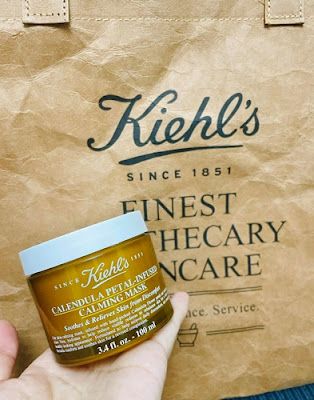 Kiehl's
SINCE 1851
FINEST
THECARY
NCARE
nce. Service.
SINCE Kiehl's 1851
CALENDULA PETAL-INFUSED
CALMING MASK
Soothes & Relieves Skin from Discomfort
3.4 fl. oz. - 100 ml